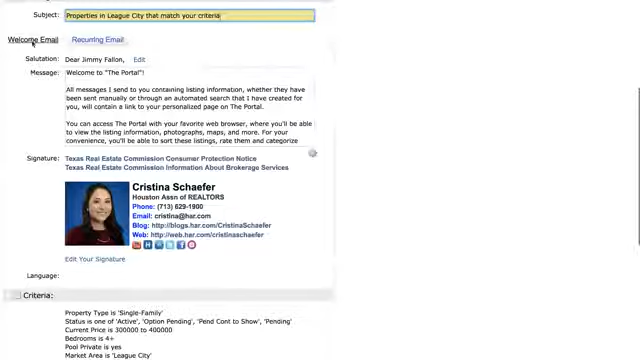 Subject: Properties in League City that match your criteria
Welcome Email Recurring Email
Salutation: Dear Jimmy Fallon, Edit
Message: Welcome to "The Portal"!
All messages I send to you containing listing information, whether they have
been sent manually or through an automated search that I have created for
you, will contain a link to your personalized page on The Portal.
You can access The Portal with your favorite web browser, where you'll be able
to view the listing information, photographs, maps, and more. For your
convenience, you'll be able to sort these listings, rate them and categorize
Signature: Texas Real Estate Commission Consumer Protection Notice
Texas Real Estate Commission Information About Brokerage Services
Cristina Schaefer
Houston Assn of REALTORS
Phone: (713) 629-1900
Email: cristina@har.com
Blog: http://blogs.har.com/CristinaSchaefer
Web: http://web.har.com/cristinaschaefer
Edit Your Signature
Language:
Criteria:
Property Type is 'Single-Family'
Status is one of 'Active', 'Option Pending', 'Pend Cont to Show', 'Pending'
Current Price is 300000 to 400000
Bedrooms is 4+
Pool Private is yes
Market Area is 'League City'